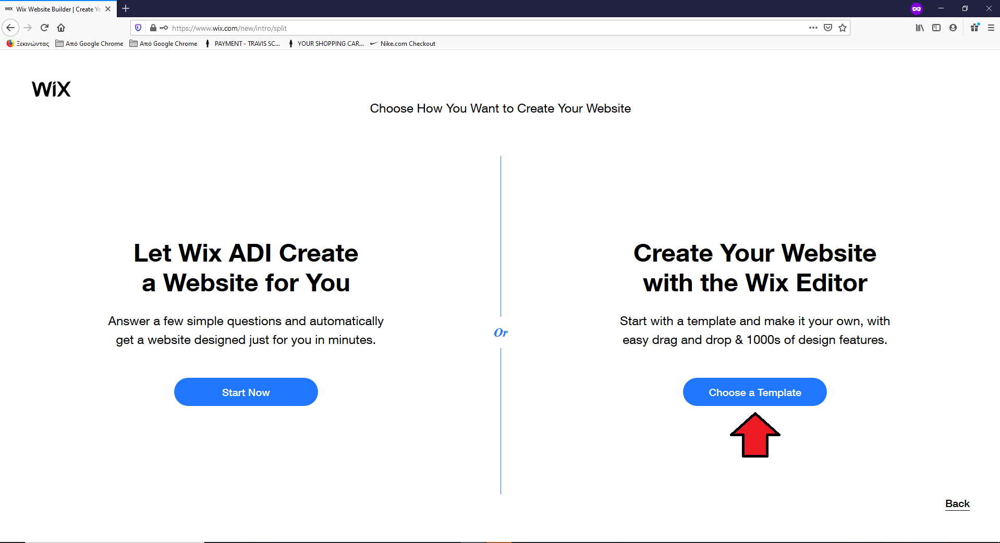 WiX Wix Website Builder | Create Yo
https://www.wix.com/new/intro/split
Ξεκινώντας Από Google Chrome Από Google Chrome PAYMENT - TRAVIS SC... YOUR SHOPPING CAR... Nike.com Checkout
WiX
Choose How You Want to Create Your Website
Let Wix ADI Create
a Website for You
Answer a few simple questions and automatically
get a website designed just for you in minutes.
Start Now
Or
Create Your Website
with the Wix Editor
Start with a template and make it your own, with
easy drag and drop & 1000s of design features.
Choose a Template
Back